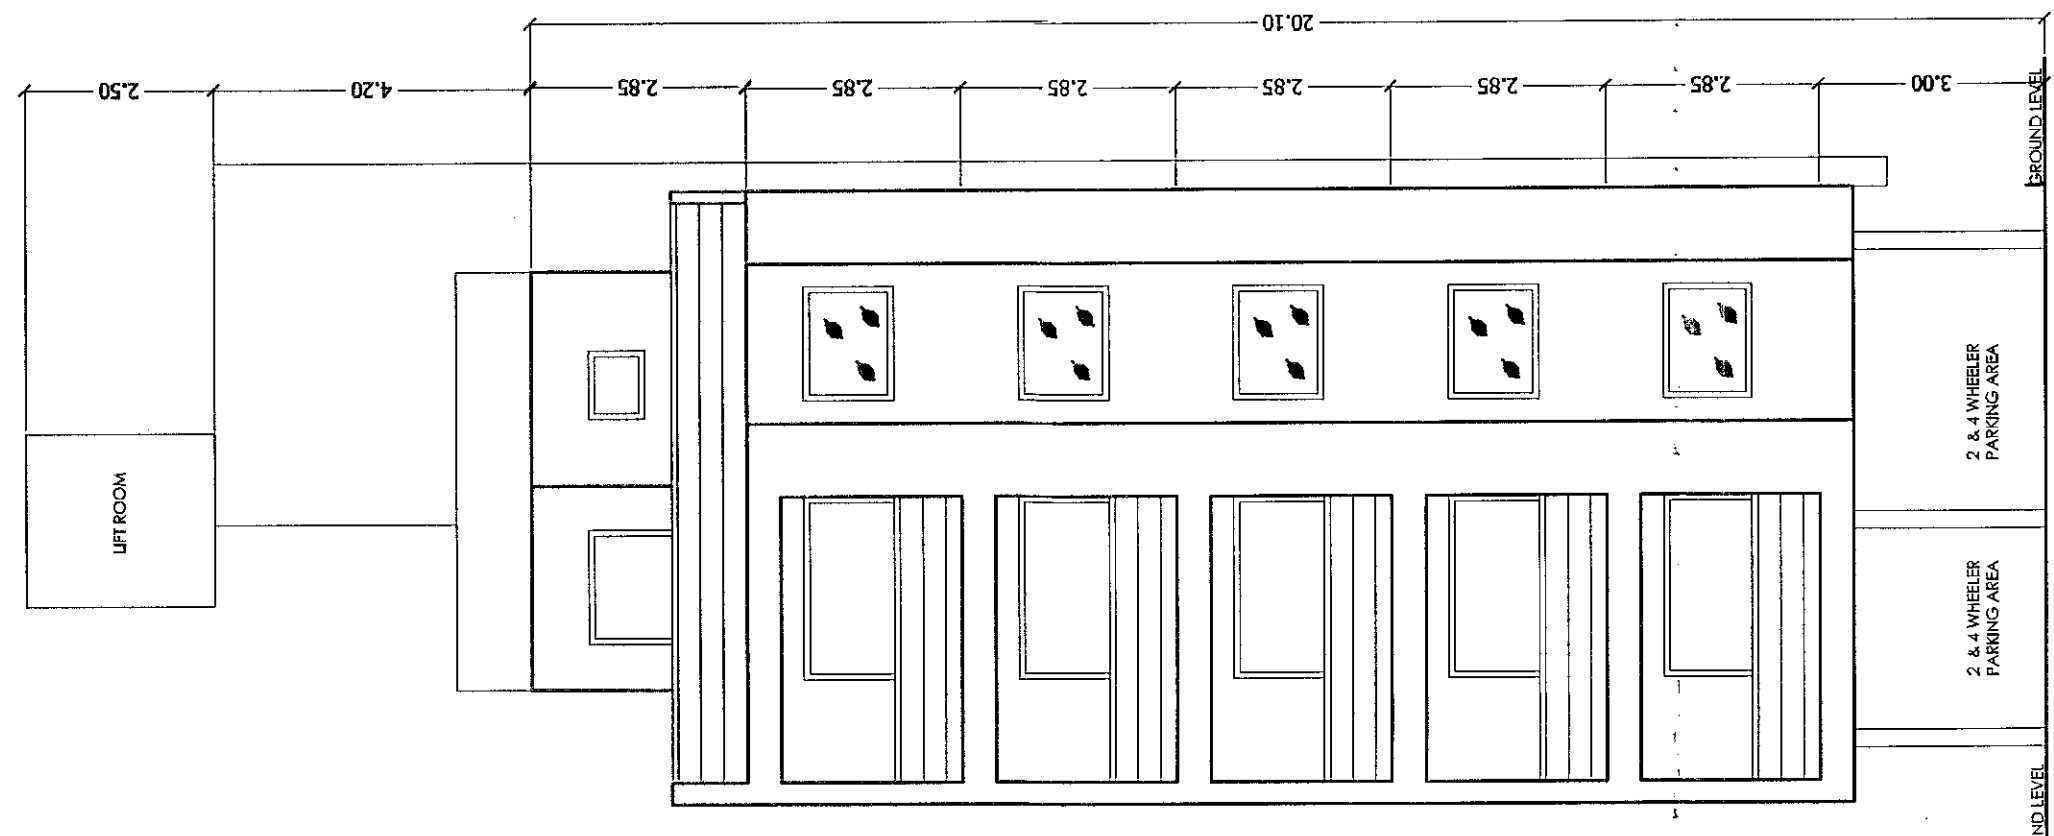 20.10
2.50
4.20
2.85
2.85
2.85
2.85
2.85
2.85
3.00
GROUND LEVEL
LIFT ROOM
2 & 4 WHEELER
PARKING AREA
2 & 4 WHEELER
PARKING AREA
ND LEVEL